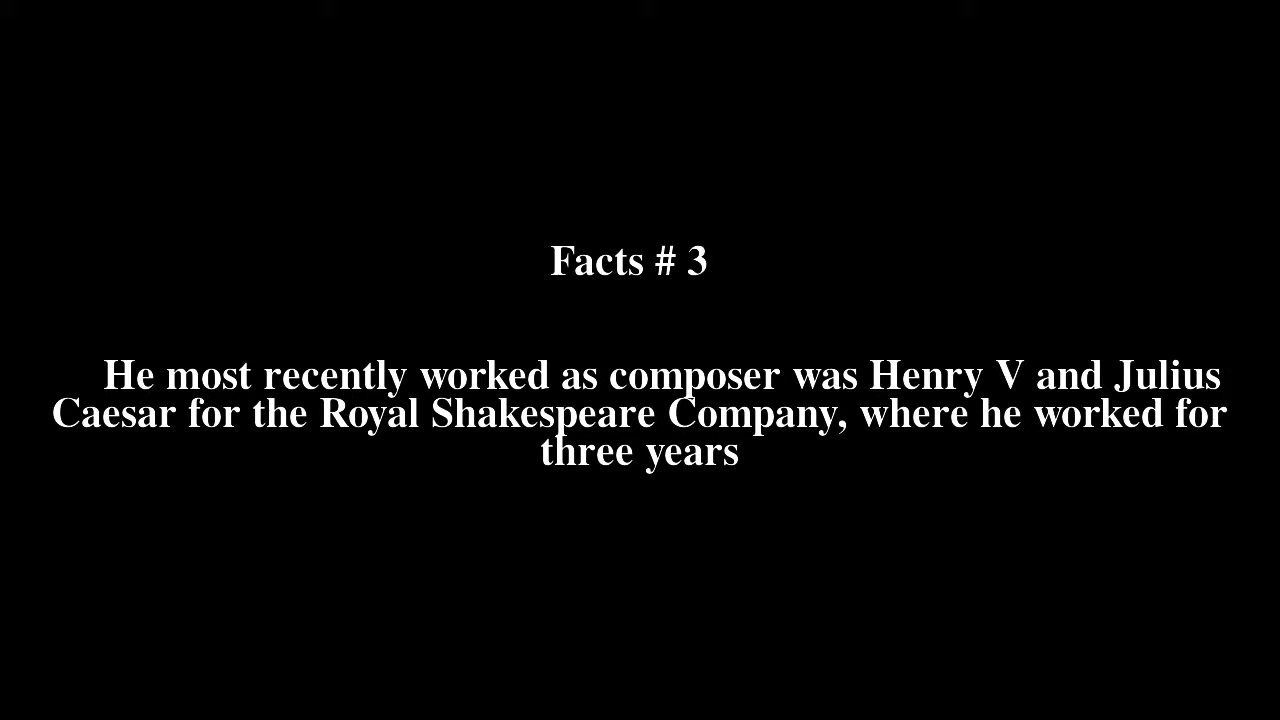 Facts # 3
He most recently worked as composer was Henry V and Julius
Caesar for the Royal Shakespeare Company, where he worked for
three years